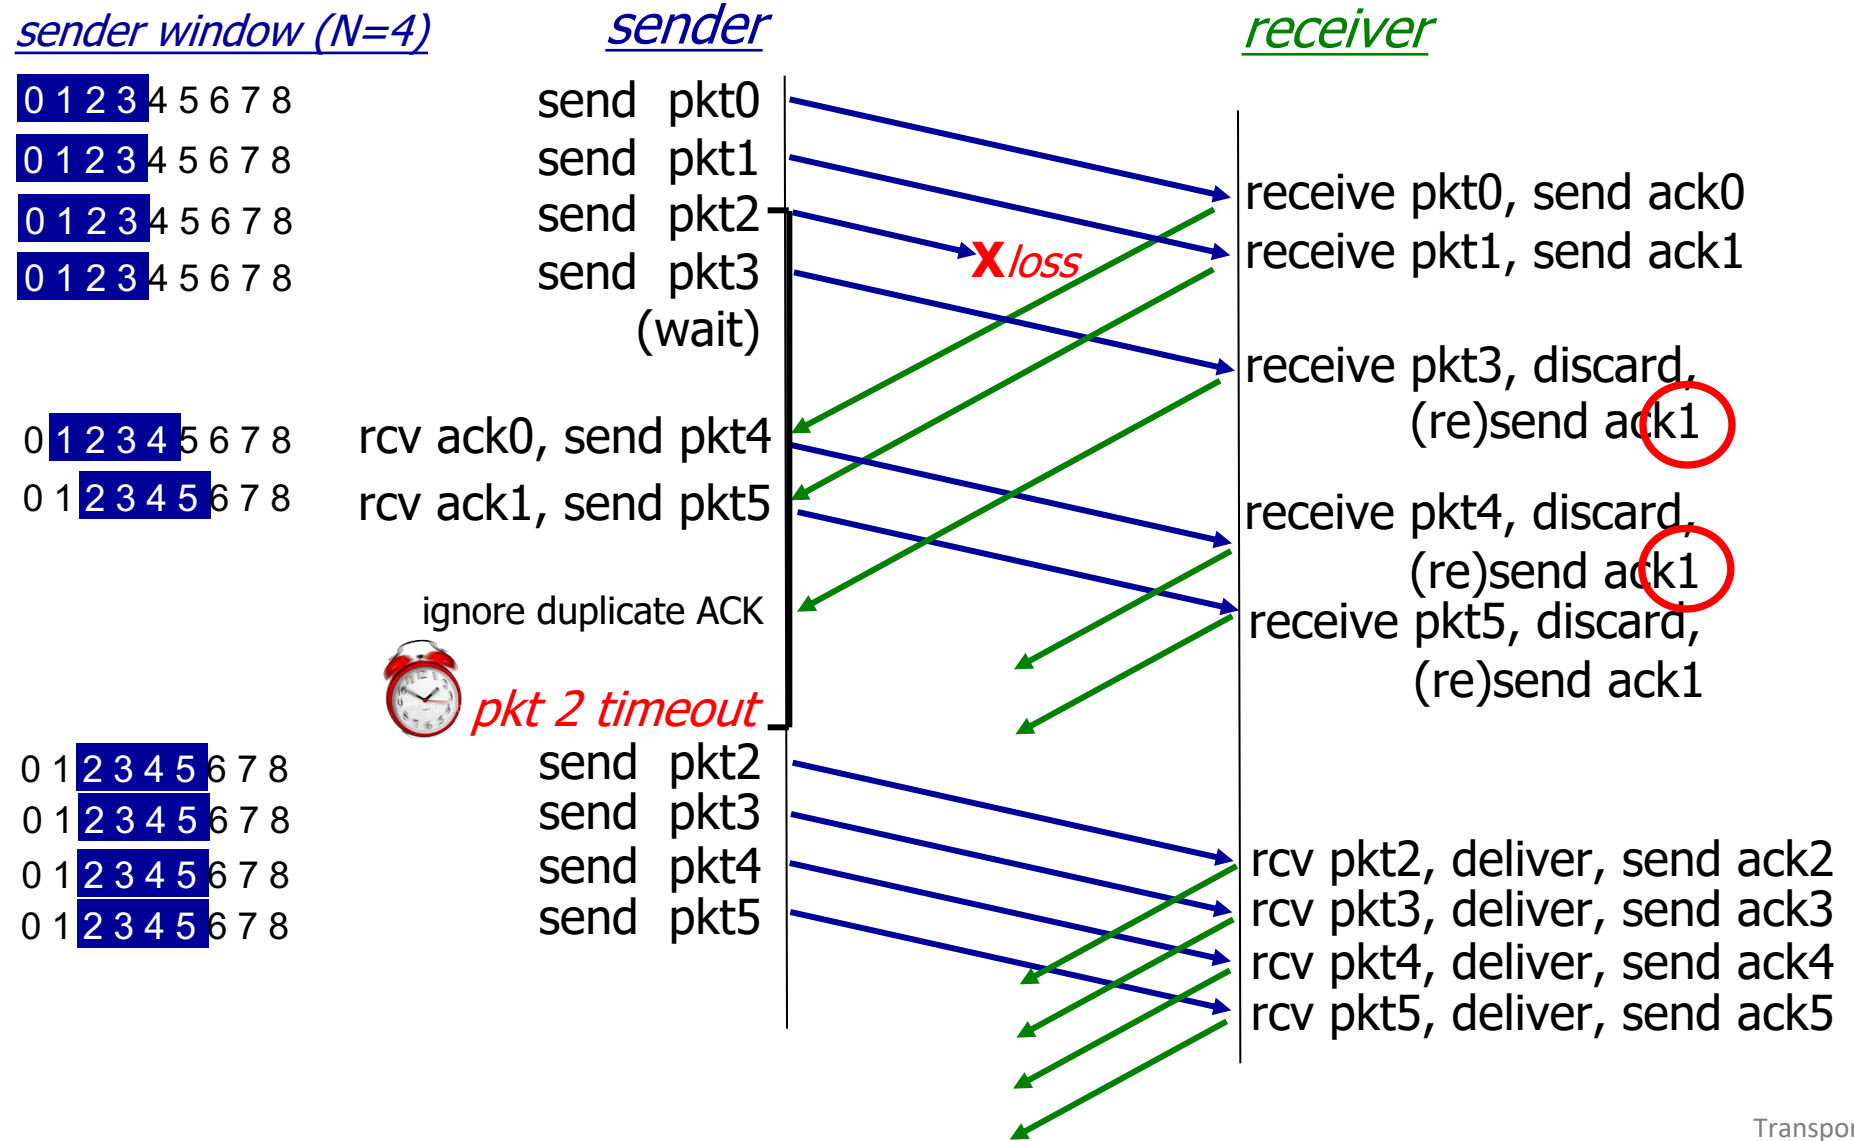 sender window (N=4) sender receiver
0 1 2 3 4 5 6 7 8 send pkt0
0 1 2 3 4 5 6 7 8 send pkt1
receive pkt0, send ack0
0 1 2 3 4 5 6 7 8 send pkt2
X loss
receive pkt1, send ack1
0 1 2 3 4 5 6 7 8 send pkt3
(wait)
receive pkt3, discard,
(re)send ack1
0 1 2 3 4 5 6 7 8 rcv ack0, send pkt4
0 1 2 3 4 5 6 7 8 rcv ack1, send pkt5
receive pkt4, discard,
(re)send ack1
ignore duplicate ACK
receive pkt5, discard,
(re)send ack1
pkt 2 timeout
0 1 2 3 4 5 6 7 8 send pkt2
0 1 2 3 4 5 6 7 8 send pkt3
0 1 2 3 4 5 6 7 8 send pkt4
0 1 2 3 4 5 6 7 8 send pkt5
rcv pkt2, deliver, send ack2
rcv pkt3, deliver, send ack3
rcv pkt4, deliver, send ack4
rcv pkt5, deliver, send ack5